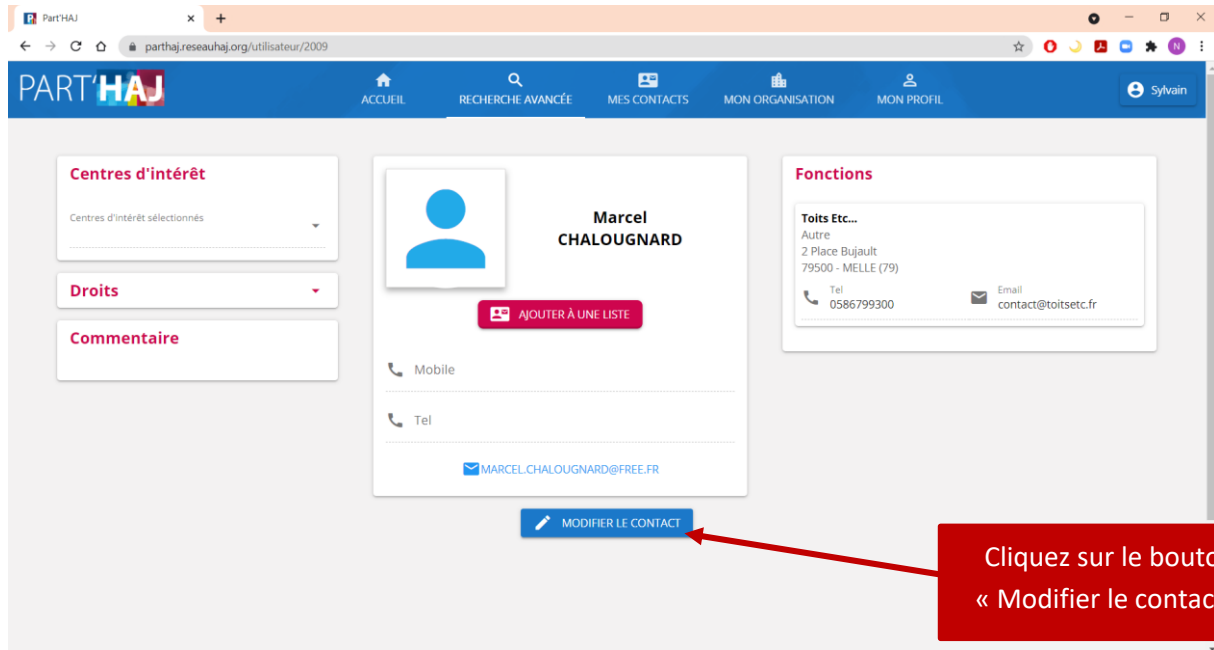 Part'HAJ
parthaj.reseauhaj.org/utilisateur/2009
N
PART'HAJ
ACCUEIL
RECHERCHE AVANCÉE
MES CONTACTS
MON ORGANISATION
MON PROFIL
Sylvain
Centres d'intérêt
Centres d'intérêt sélectionnés
Droits
Commentaire
Marcel
CHALOUGNARD
AJOUTER À UNE LISTE
Mobile
Tel
MARCEL.CHALOUGNARD@FREE.FR
MODIFIER LE CONTACT
Fonctions
Toits Etc...
Autre
2 Place Bujault
79500 - MELLE (79)
Tel
0586799300
Email
contact@toitsetc.fr
Cliquez sur le bouto
« Modifier le contac